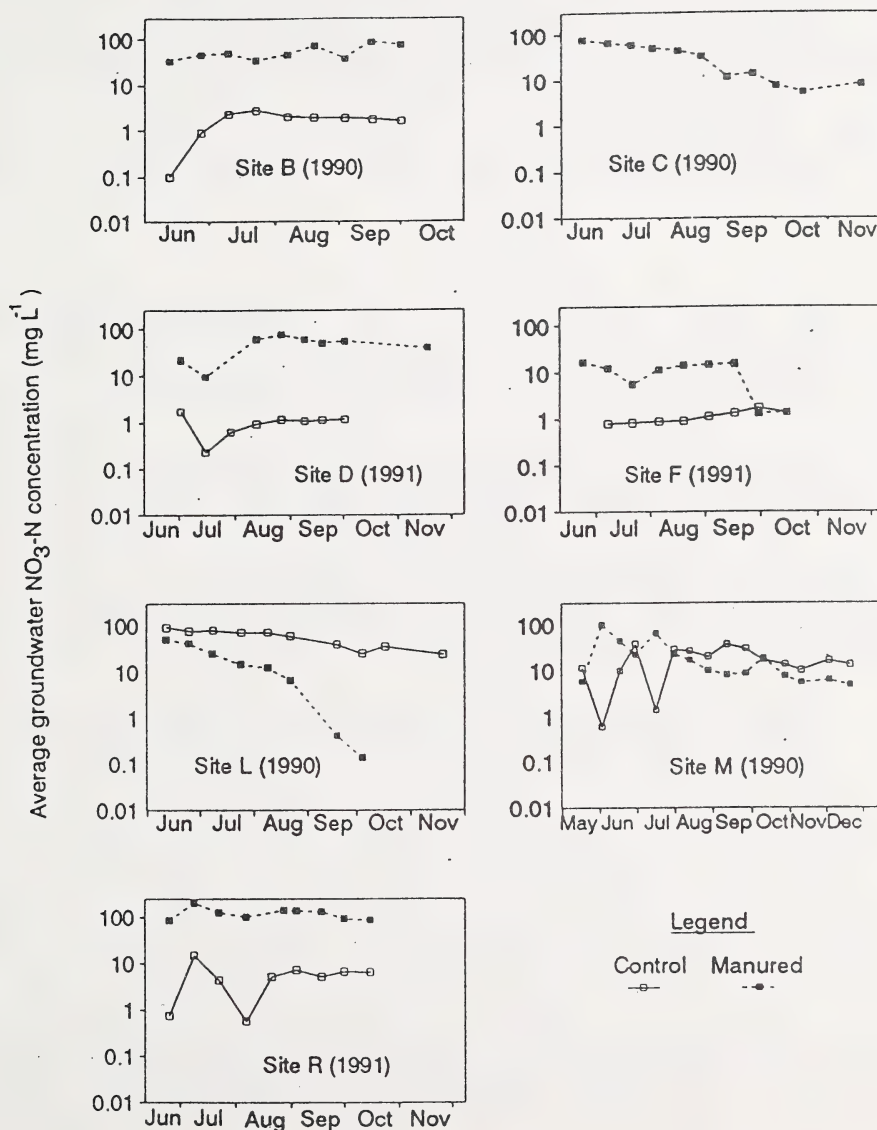 Average groundwater NO3-N concentration (mg L-1)
100
10
1
0.1
0.01
Site B (1990)
Jun Jul Aug Sep Oct
100
10
1
0.1
0.01
Site C (1990)
Jun Jul Aug Sep Oct Nov
100
10
1
0.1
0.01
Site D (1991)
Jun Jul Aug Sep Oct Nov
100
10
1
0.1
0.01
Site F (1991)
Jun Jul Aug Sep Oct Nov
100
10
1
0.1
0.01
Site L (1990)
Jun Jul Aug Sep Oct Nov
100
10
1
0.1
0.01
Site M (1990)
May Jun Jul Aug Sep Oct Nov Dec
100
10
1
0.1
0.01
Site R (1991)
Jun Jul Aug Sep Oct Nov
Legend
Control Manured